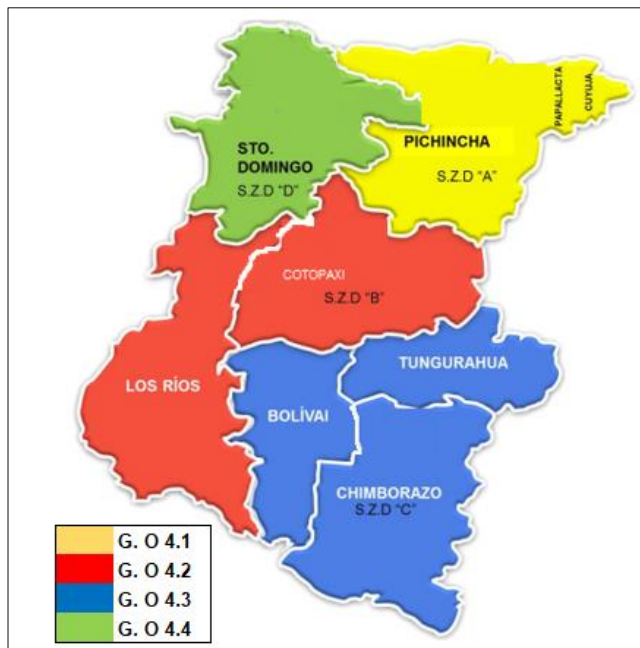 PAPALLACTA
CUYUJA
STO.
DOMINGO
S.Z.D "D"
PICHINCHA
S.Z.D "A"
COTOPAXI
S.Z.D "B"
TUNGURAHUA
LOS RÍOS
BOLÍVAI
CHIMBORAZO
S.Z.D "C"
G. O 4.1
G. O 4.2
G. O 4.3
G. O 4.4